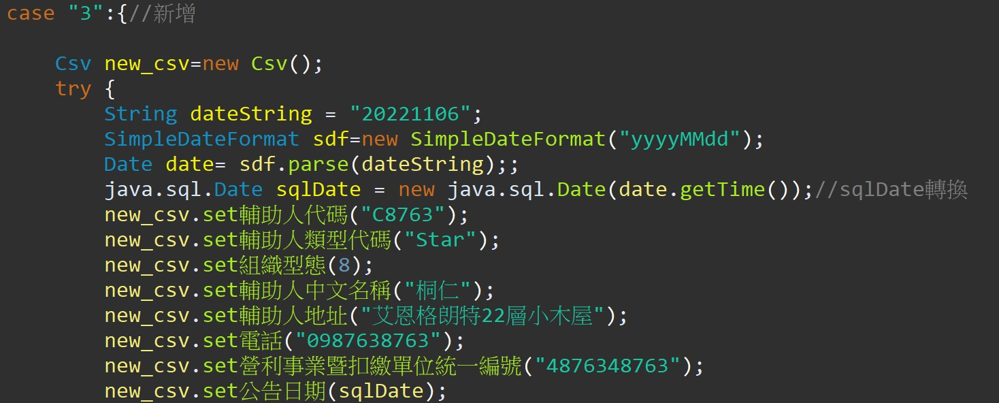 case "3":{//新增
Csv new_csv=new Csv();
try {
String dateString = "20221106";
SimpleDateFormat sdf=new SimpleDateFormat("yyyyMMdd");
Date date= sdf.parse(dateString);;
java.sql.Date sqlDate = new java.sql.Date(date.getTime());//sqlDate轉換
new_csv.set輔助人代碼("C8763");
new_csv.set輔助人類型代碼("Star");
new_csv.set組織型態(8);
new_csv.set輔助人中文名稱("桐仁");
new_csv.set輔助人地址("艾恩格朗特22層小木屋");
new_csv.set電話("0987638763");
new_csv.set營利事業暨扣繳單位統一編號("4876348763");
new_csv.set公告日期(sqlDate);